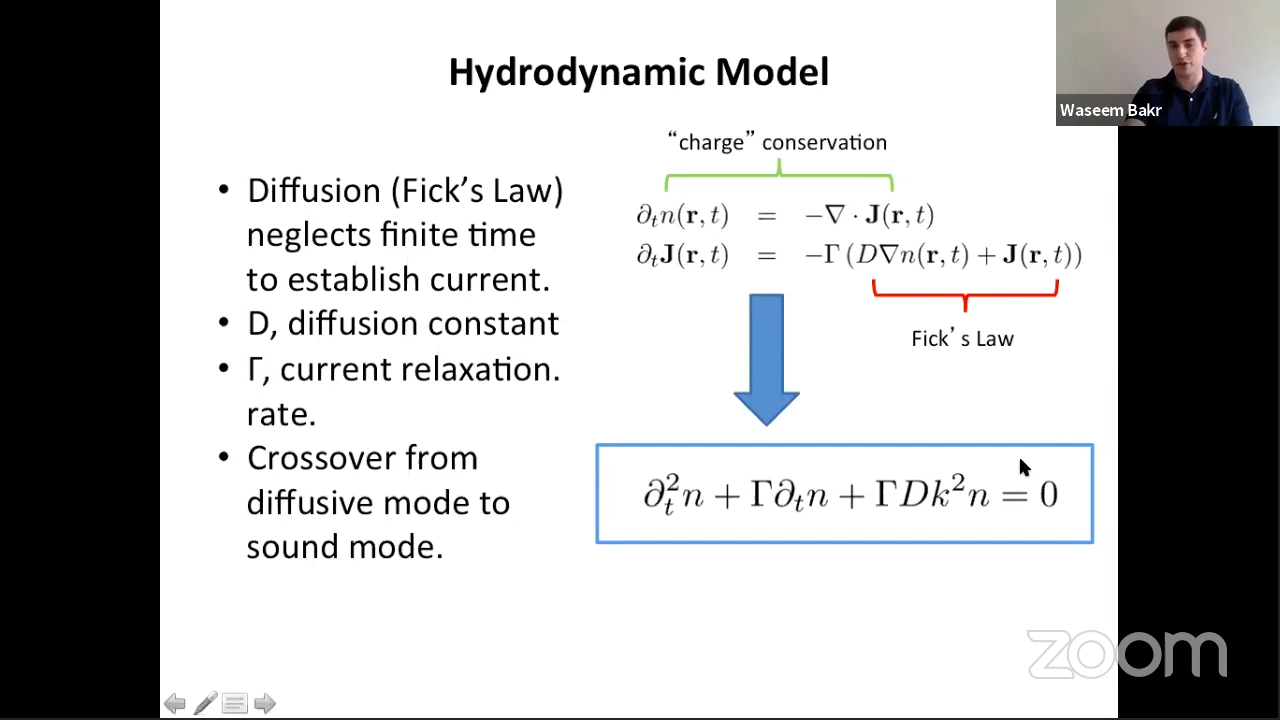 Hydrodynamic Model
Waseem Bakr
• Diffusion (Fick's Law)
neglects finite time
to establish current.
• D, diffusion constant
• Γ, current relaxation.
rate.
• Crossover from
diffusive mode to
sound mode.
“charge” conservation
∂ₜn(𝐫, t) = −∇ · 𝐉(𝐫, t)
∂ₜ𝐉(𝐫, t) = −Γ (D∇n(𝐫, t) + 𝐉(𝐫, t))
Fick's Law
∂ₜ²n + Γ∂ₜn + ΓDk²n = 0
zoom